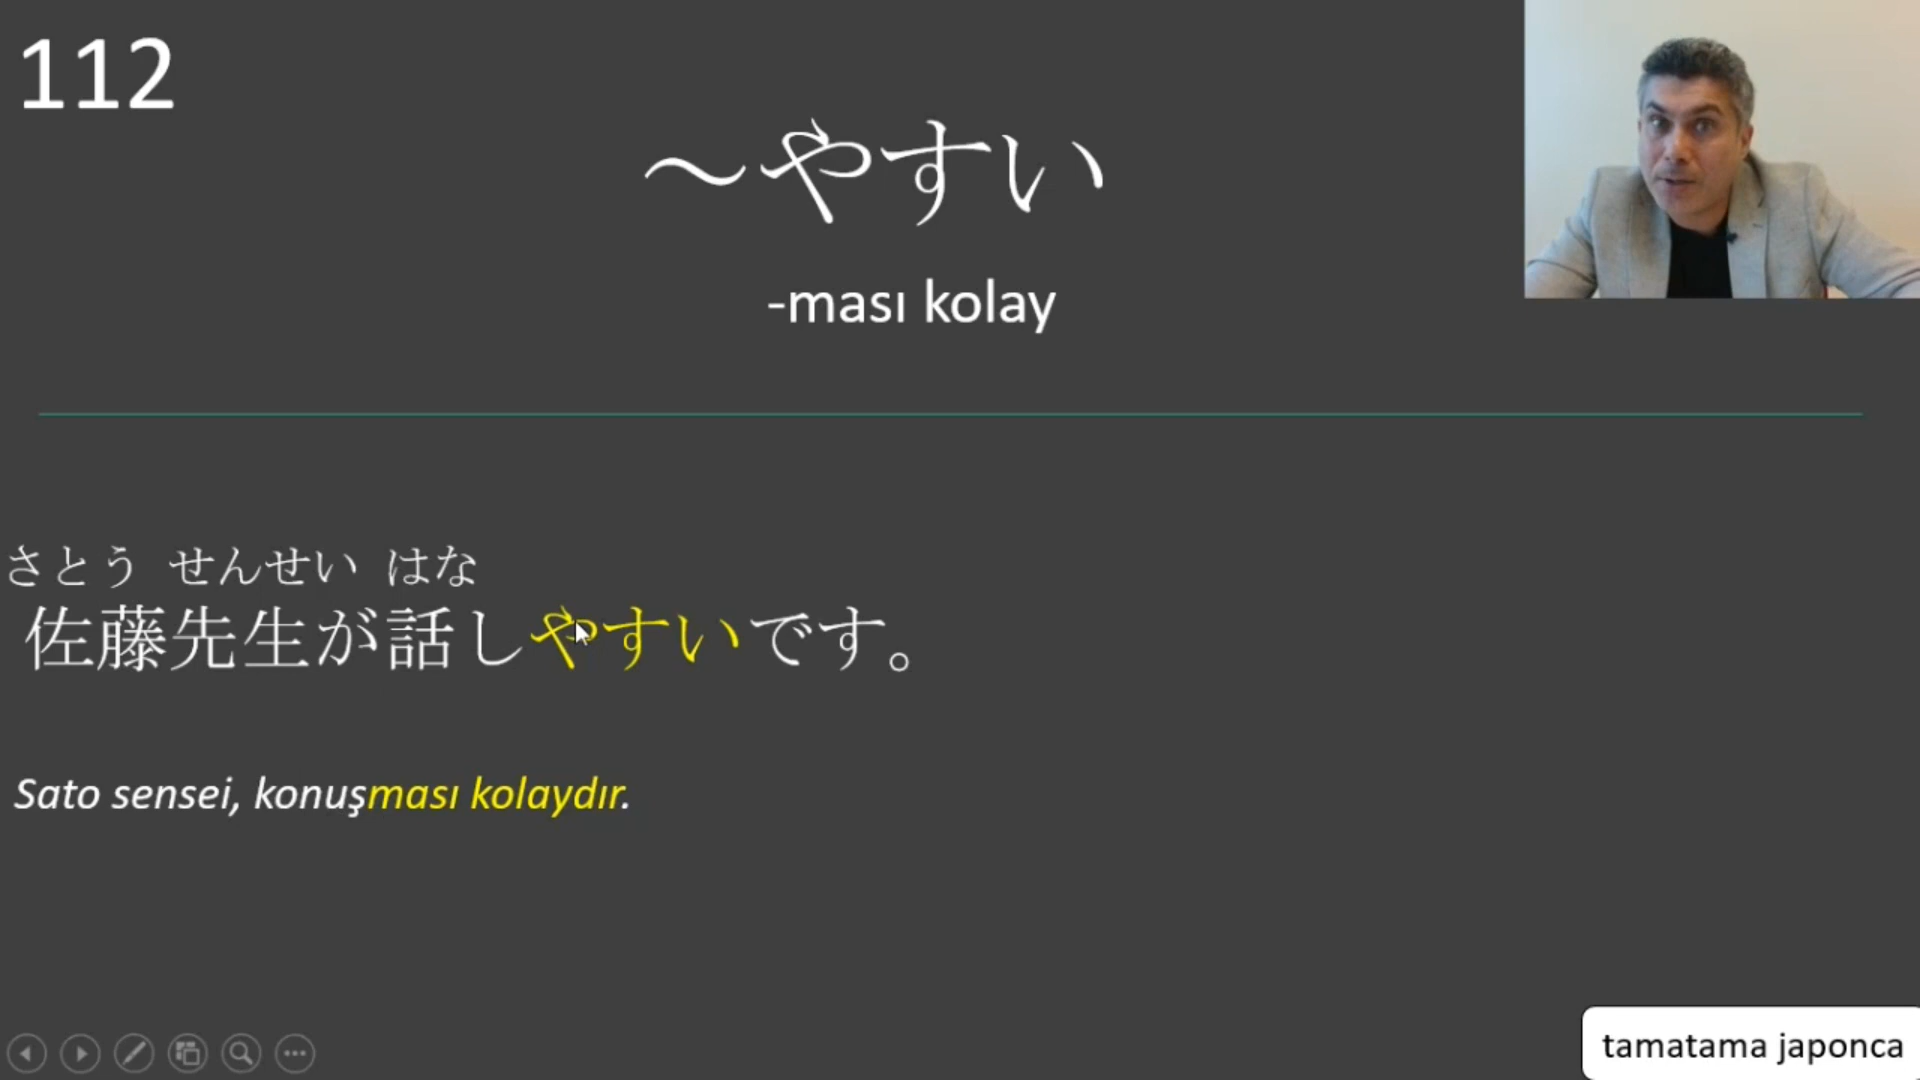 112
～やすい
-ması kolay
さとう せんせい はな
佐藤先生が話しやすいです。
Sato sensei, konuşması kolaydır.
tamatama japonca